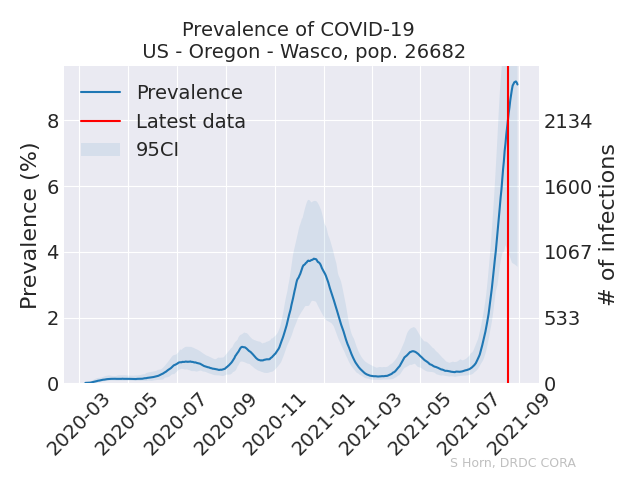 Prevalence of COVID-19
US - Oregon - Wasco, pop. 26682
Prevalence
Latest data
95CI
Prevalence (%)
8
6
4
2
0
2134
1600
1067
533
0
# of infections
2020-03
2020-05
2020-07
2020-09
2020-11
2021-01
2021-03
2021-05
2021-07
2021-09
S Horn, DRDC CORA